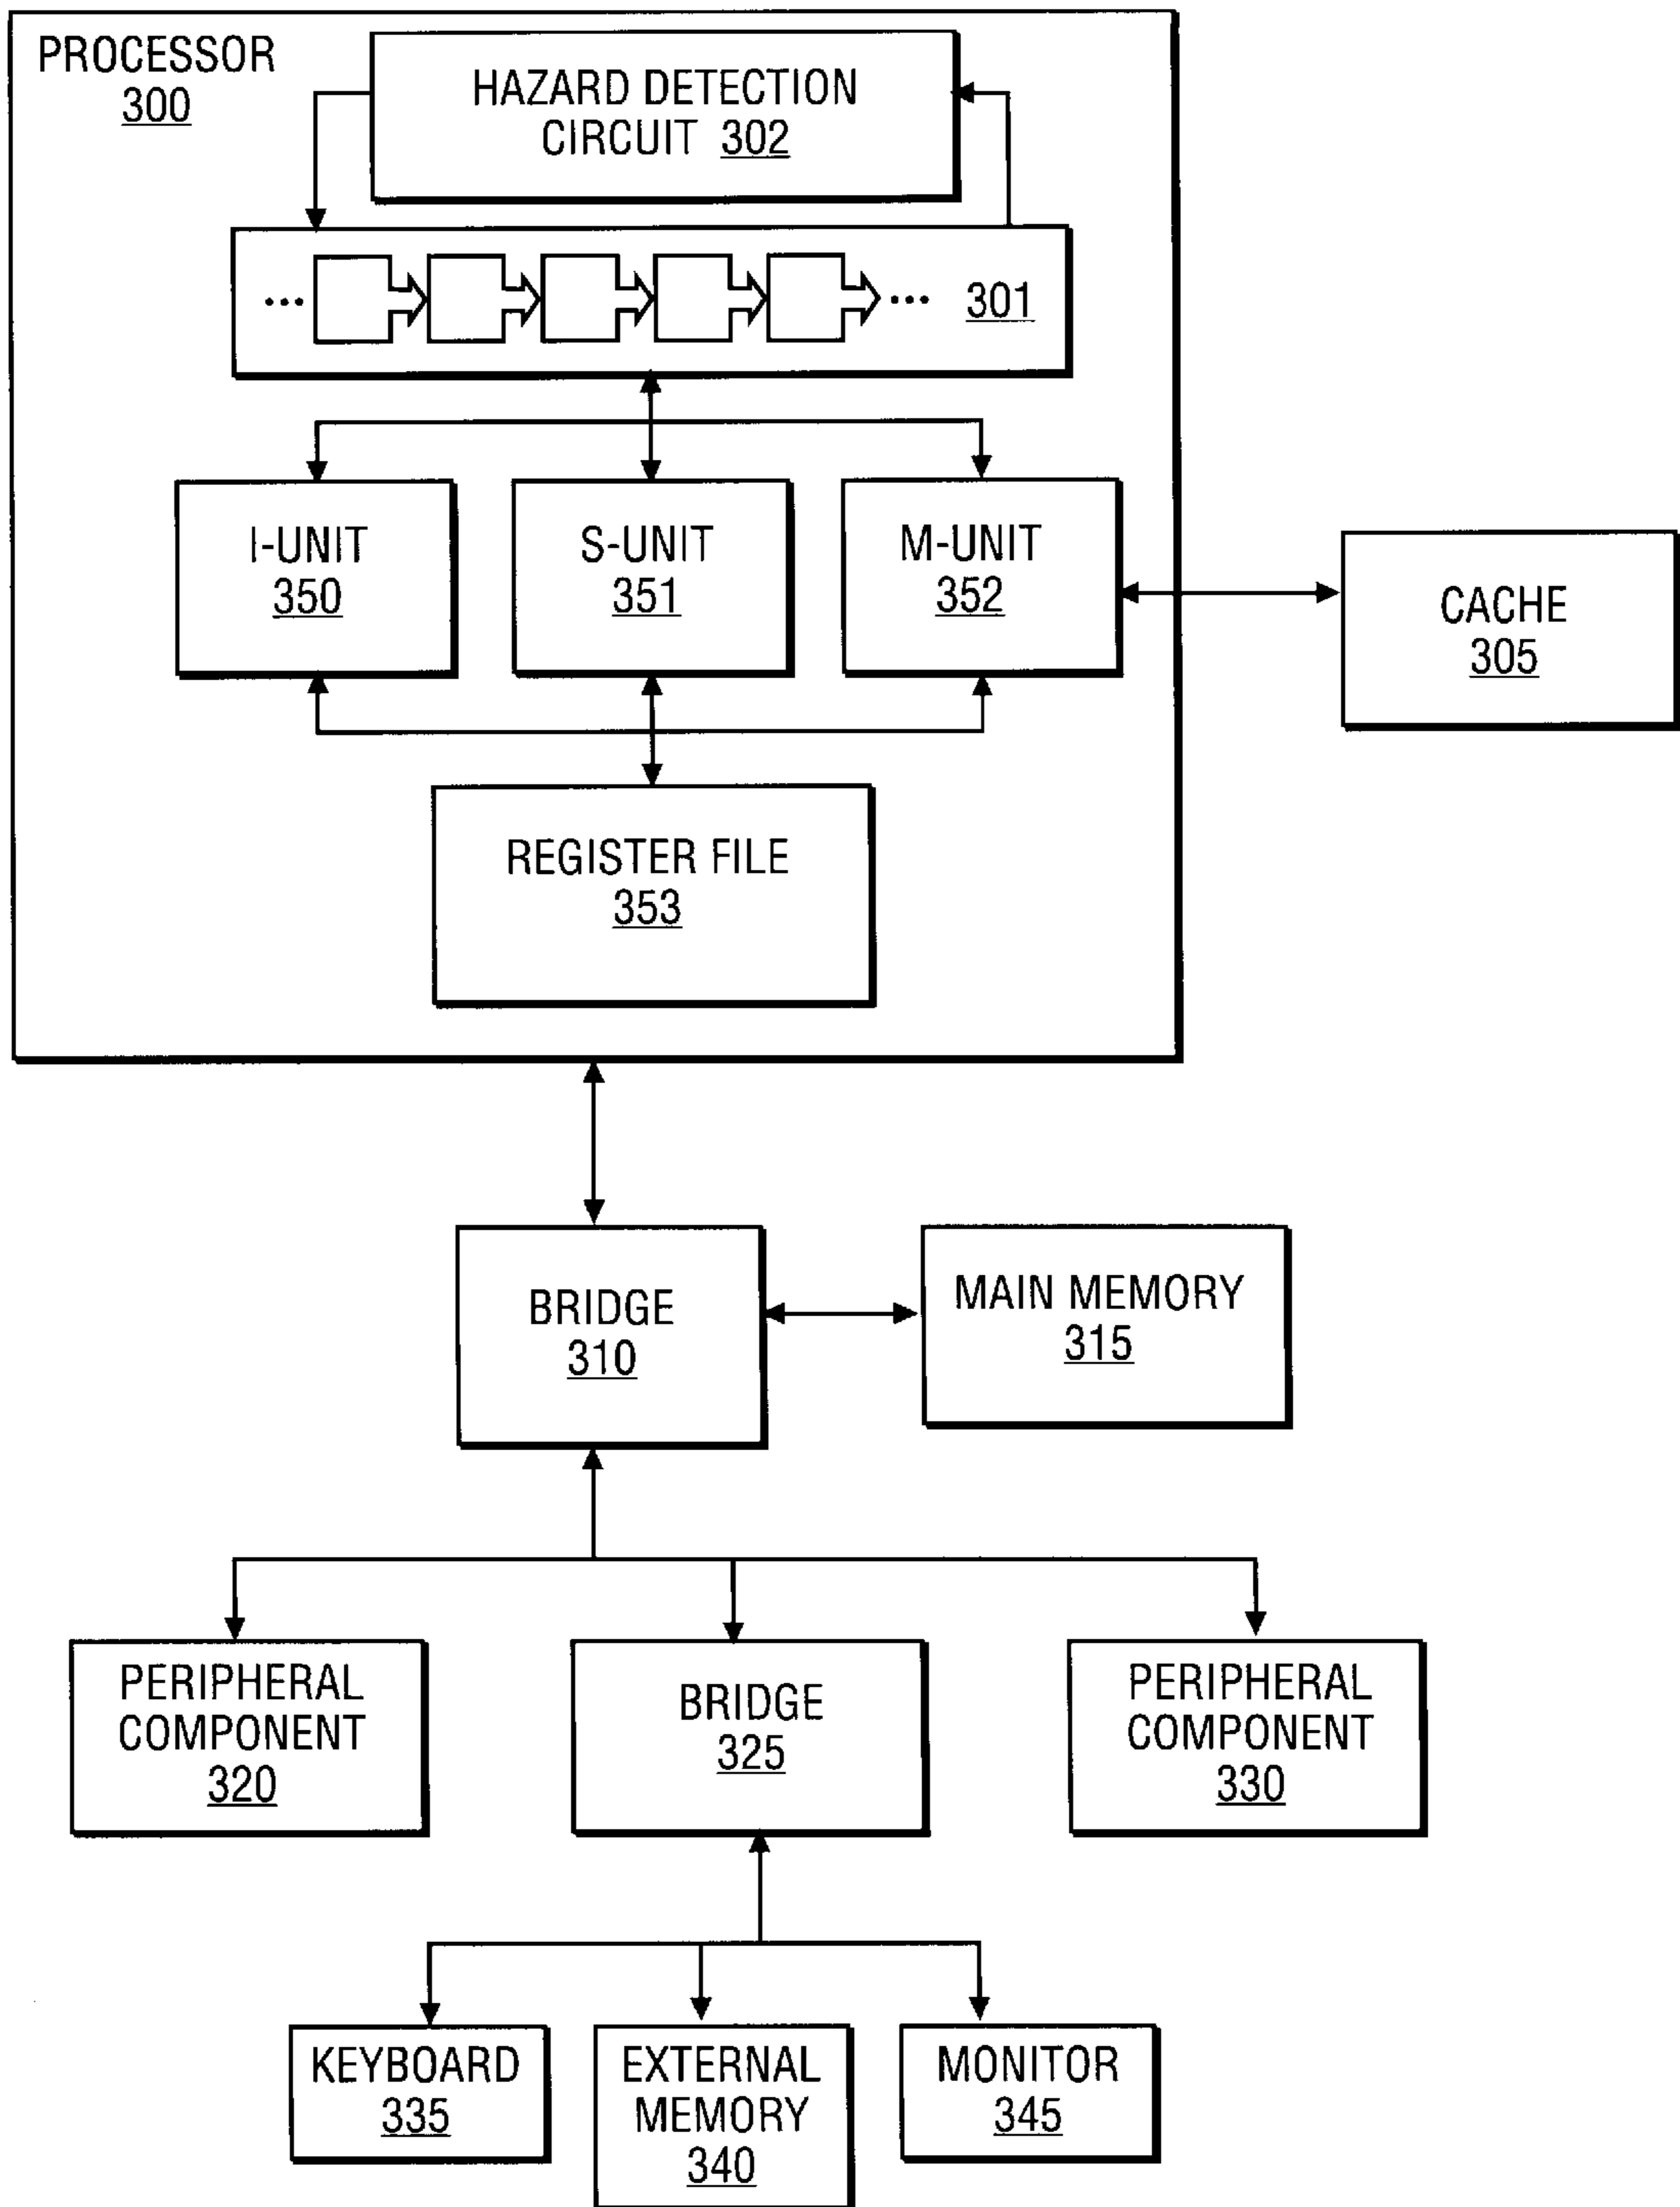 PROCESSOR
300
HAZARD DETECTION
CIRCUIT 302
... ... 301
I-UNIT
350
S-UNIT
351
M-UNIT
352
CACHE
305
REGISTER FILE
353
BRIDGE
310
MAIN MEMORY
315
PERIPHERAL
COMPONENT
320
BRIDGE
325
PERIPHERAL
COMPONENT
330
KEYBOARD
335
EXTERNAL
MEMORY
340
MONITOR
345